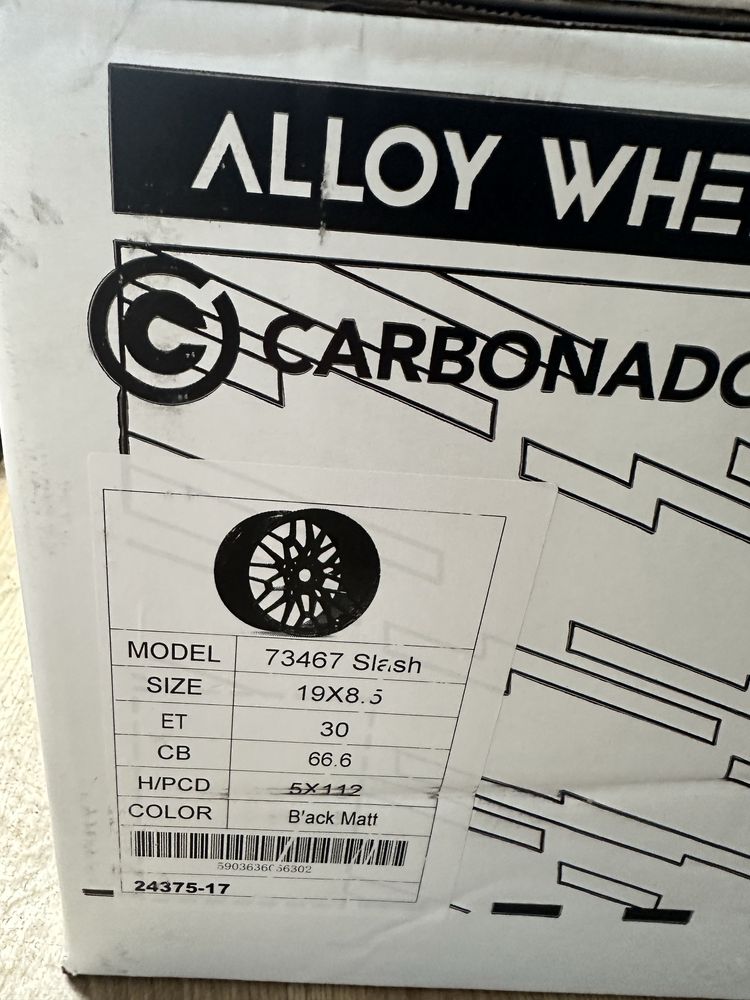 ALLOY WHE
CARBONADO
MODEL 73467 Slash
SIZE 19X8.5
ET 30
CB 66.6
H/PCD 5X112
COLOR Black Matt
24375-17